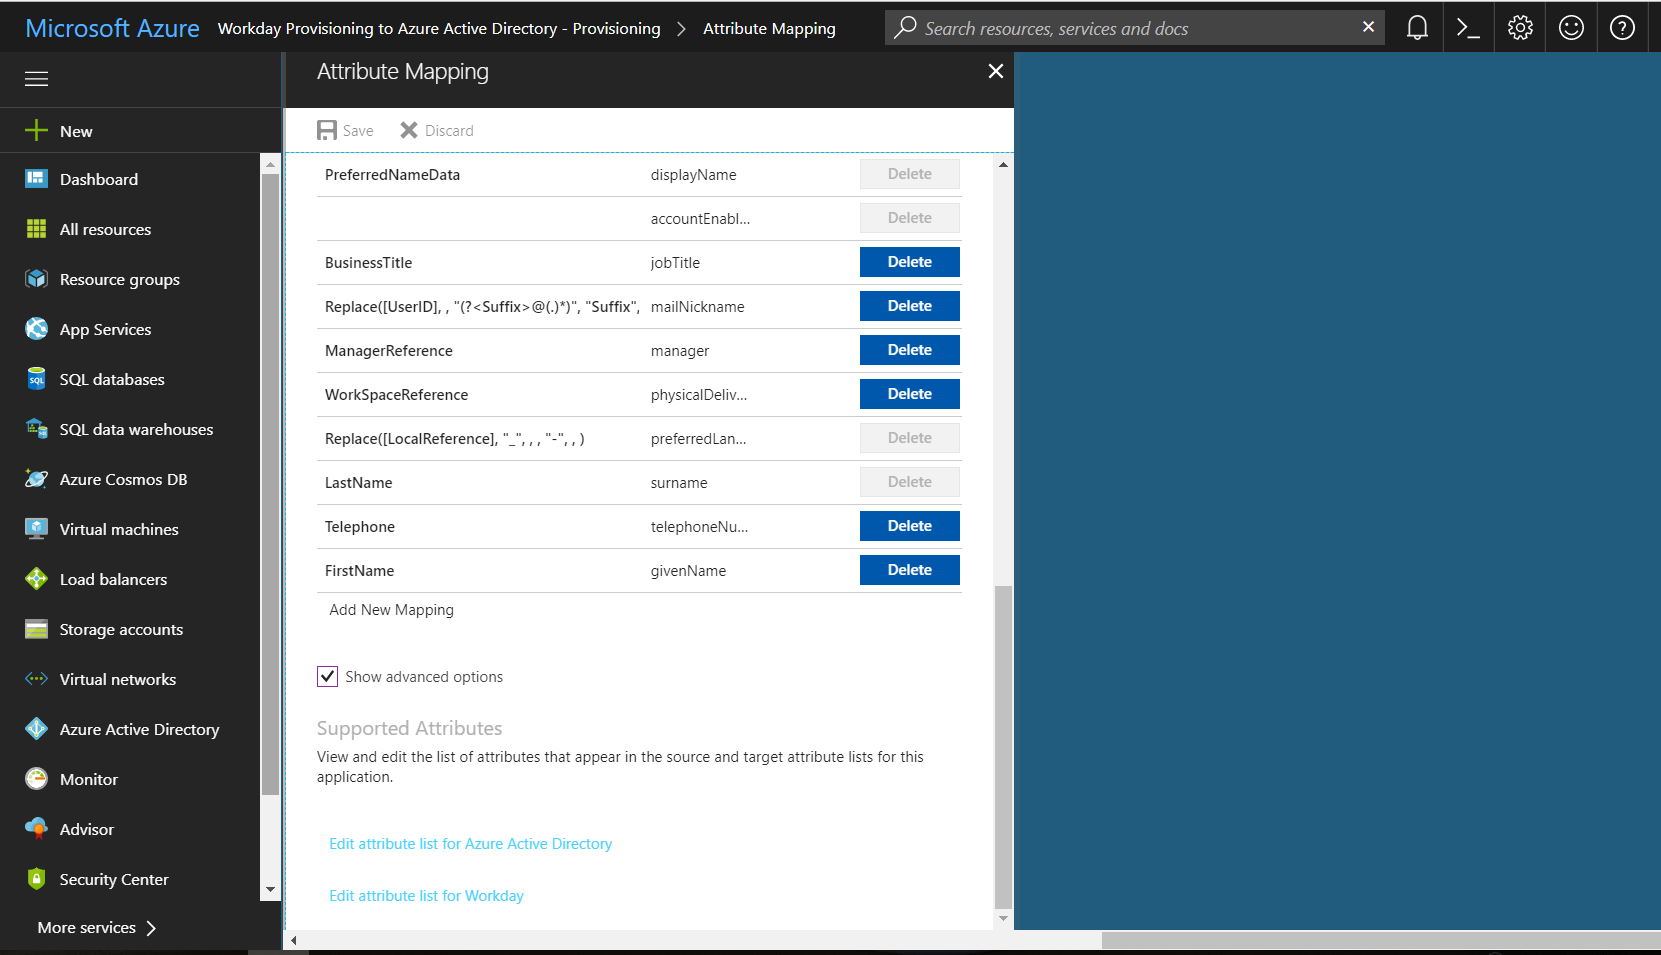 Microsoft Azure Workday Provisioning to Azure Active Directory - Provisioning Attribute Mapping Search resources, services and docs
Attribute Mapping
Save Discard
New
Dashboard
All resources
Resource groups
App Services
SQL databases
SQL data warehouses
Azure Cosmos DB
Virtual machines
Load balancers
Storage accounts
Virtual networks
Azure Active Directory
Monitor
Advisor
Security Center
More services
PreferredNameData displayName Delete
accountEnabl... Delete
BusinessTitle jobTitle Delete
Replace([UserID], , "(?<Suffix>@(.)*)", "Suffix", mailNickname Delete
ManagerReference manager Delete
WorkSpaceReference physicalDeliv... Delete
Replace([LocalReference], "_", , , "-", , ) preferredLan... Delete
LastName surname Delete
Telephone telephoneNu... Delete
FirstName givenName Delete
Add New Mapping
Show advanced options
Supported Attributes
View and edit the list of attributes that appear in the source and target attribute lists for this
application.
Edit attribute list for Azure Active Directory
Edit attribute list for Workday